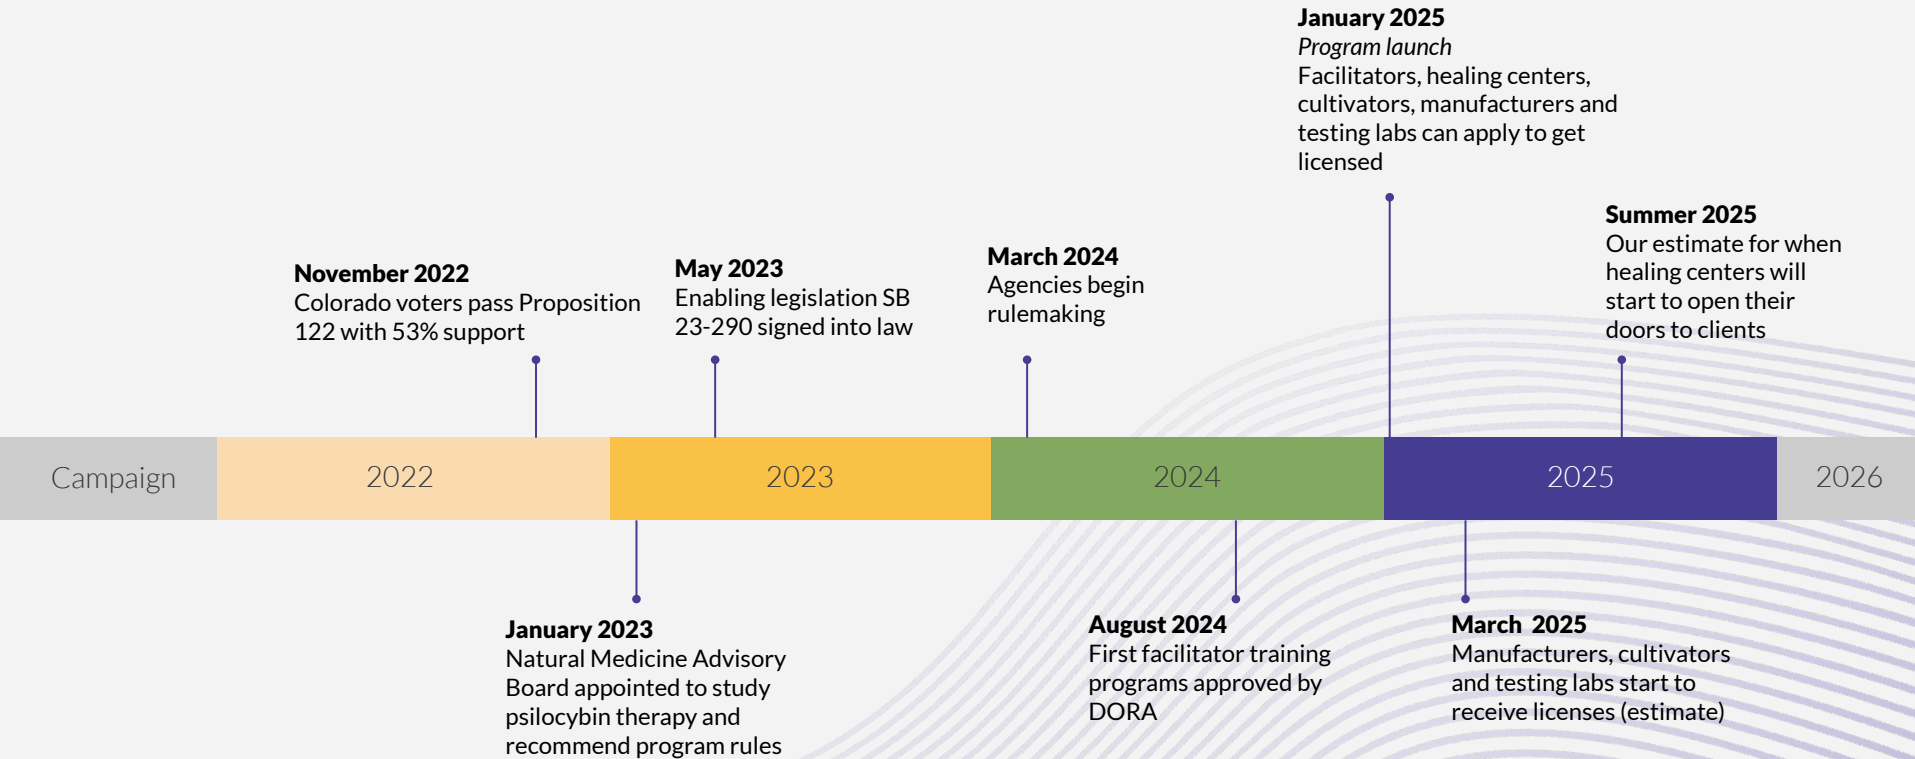 January 2025
Program launch
Facilitators, healing centers,
cultivators, manufacturers and
testing labs can apply to get
licensed
Summer 2025
Our estimate for when
healing centers will
start to open their
doors to clients
November 2022
Colorado voters pass Proposition
122 with 53% support
May 2023
Enabling legislation SB
23-290 signed into law
March 2024
Agencies begin
rulemaking
Campaign
2022
2023
2024
2025
2026
January 2023
Natural Medicine Advisory
Board appointed to study
psilocybin therapy and
recommend program rules
August 2024
First facilitator training
programs approved by
DORA
March 2025
Manufacturers, cultivators
and testing labs start to
receive licenses (estimate)